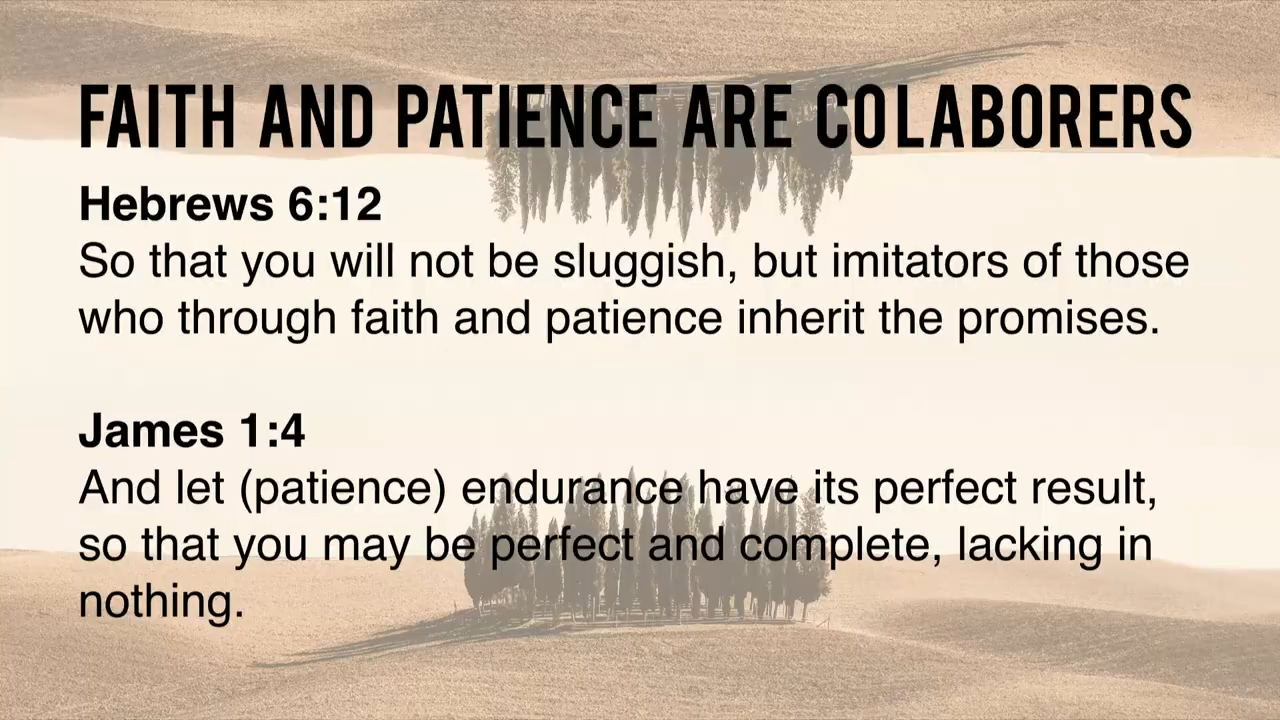 FAITH AND PATIENCE ARE COLABORERS
Hebrews 6:12
So that you will not be sluggish, but imitators of those
who through faith and patience inherit the promises.
James 1:4
And let (patience) endurance have its perfect result,
so that you may be perfect and complete, lacking in
nothing.